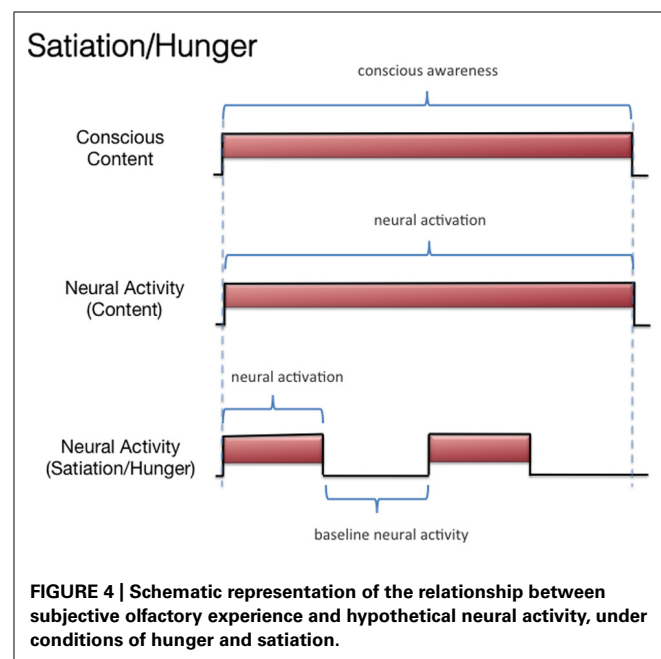 Satiation/Hunger
conscious awareness
Conscious
Content
neural activation
Neural Activity
(Content)
neural activation
Neural Activity
(Satiation/Hunger)
baseline neural activity
FIGURE 4 | Schematic representation of the relationship between
subjective olfactory experience and hypothetical neural activity, under
conditions of hunger and satiation.